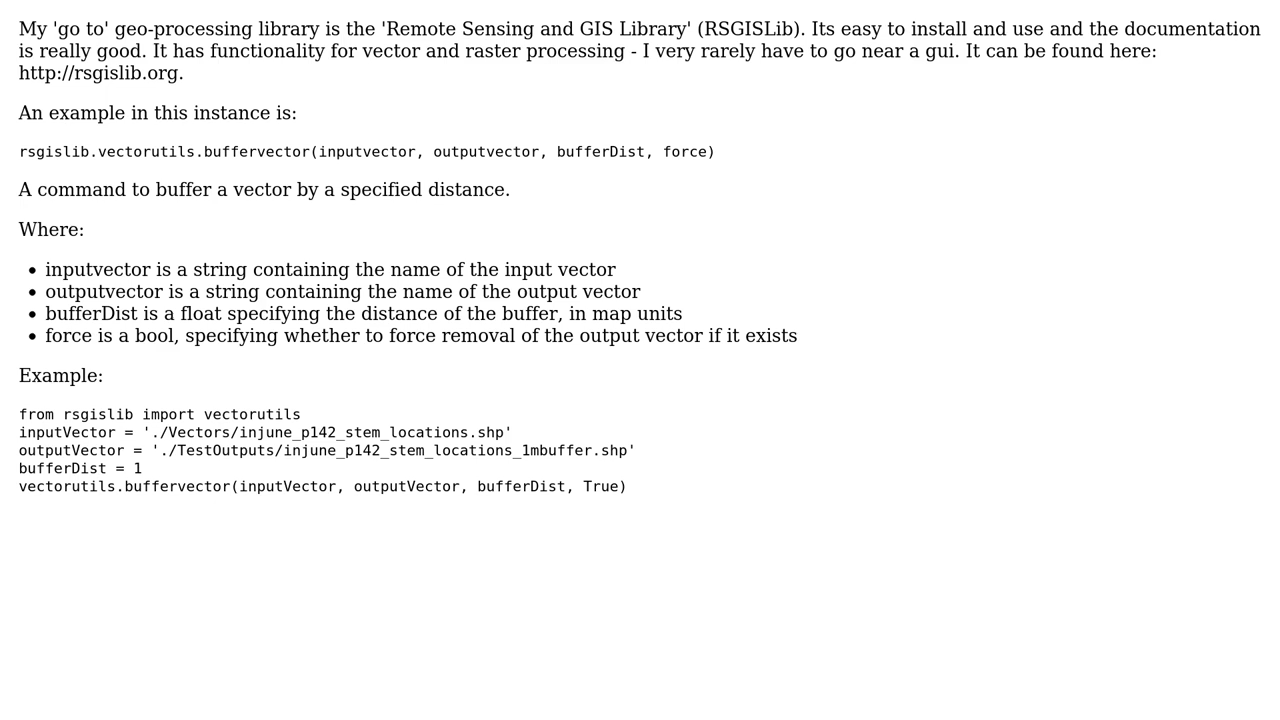 My 'go to' geo-processing library is the 'Remote Sensing and GIS Library' (RSGISLib). Its easy to install and use and the documentation
is really good. It has functionality for vector and raster processing - I very rarely have to go near a gui. It can be found here:
http://rsgislib.org.
An example in this instance is:
rsgislib.vectorutils.buffervector(inputvector, outputvector, bufferDist, force)
A command to buffer a vector by a specified distance.
Where:
• inputvector is a string containing the name of the input vector
• outputvector is a string containing the name of the output vector
• bufferDist is a float specifying the distance of the buffer, in map units
• force is a bool, specifying whether to force removal of the output vector if it exists
Example:
from rsgislib import vectorutils
inputVector = './Vectors/injune_p142_stem_locations.shp'
outputVector = './TestOutputs/injune_p142_stem_locations_1mbuffer.shp'
bufferDist = 1
vectorutils.buffervector(inputVector, outputVector, bufferDist, True)